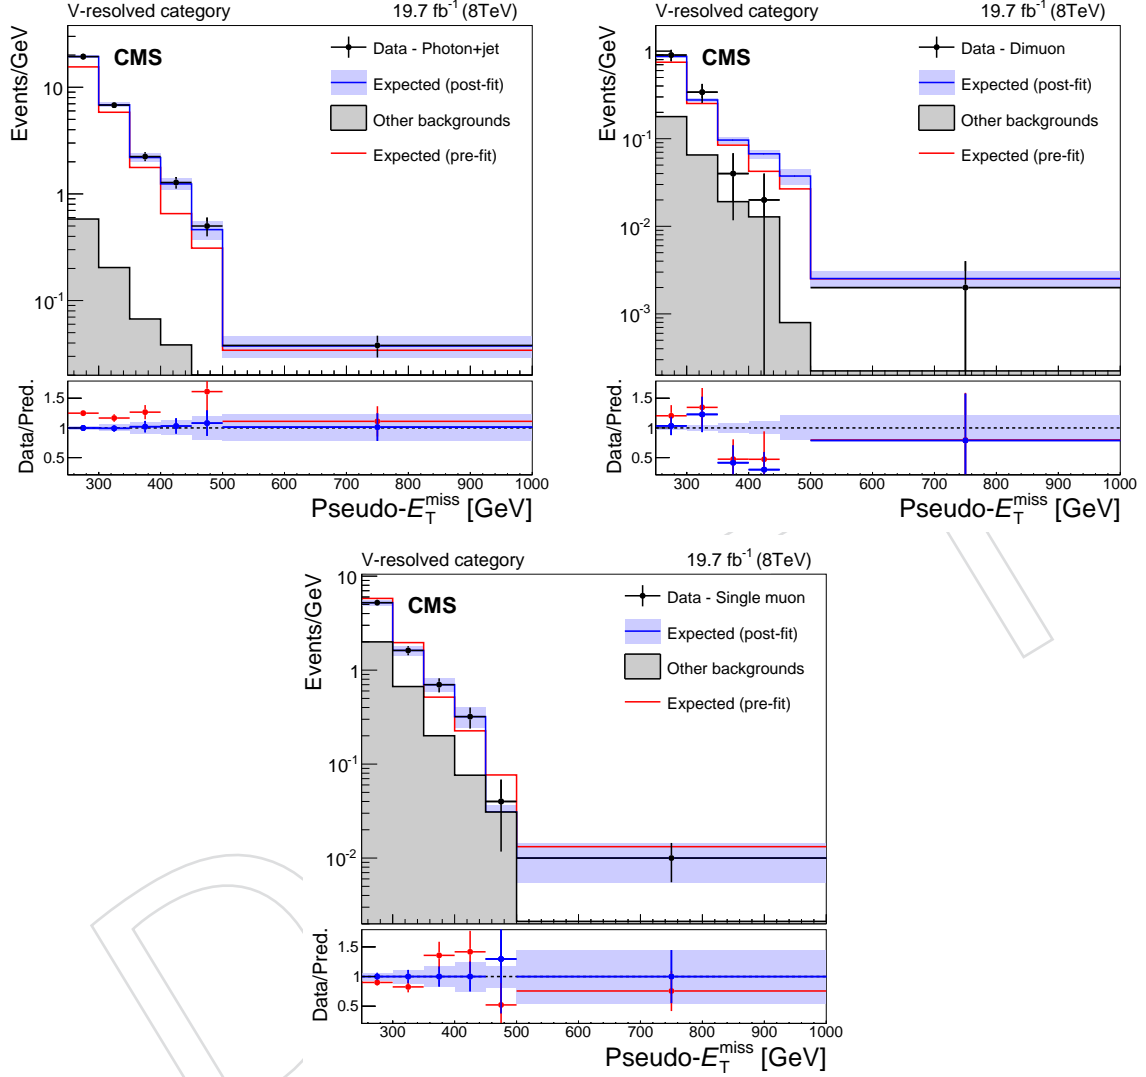 V-resolved category 19.7 fb⁻¹ (8TeV)
CMS
Data - Photon+jet
Expected (post-fit)
Other backgrounds
Expected (pre-fit)
Events/GeV
10
1
10⁻¹
Data/Pred.
1.5
1
0.5
300 400 500 600 700 800 900 1000
Pseudo-E_T^miss [GeV]
V-resolved category 19.7 fb⁻¹ (8TeV)
CMS
Data - Dimuon
Expected (post-fit)
Other backgrounds
Expected (pre-fit)
Events/GeV
1
10⁻¹
10⁻²
10⁻³
Data/Pred.
1.5
1
0.5
300 400 500 600 700 800 900 1000
Pseudo-E_T^miss [GeV]
V-resolved category 19.7 fb⁻¹ (8TeV)
CMS
Data - Single muon
Expected (post-fit)
Other backgrounds
Expected (pre-fit)
Events/GeV
10
1
10⁻¹
10⁻²
Data/Pred.
1.5
1
0.5
300 400 500 600 700 800 900 1000
Pseudo-E_T^miss [GeV]